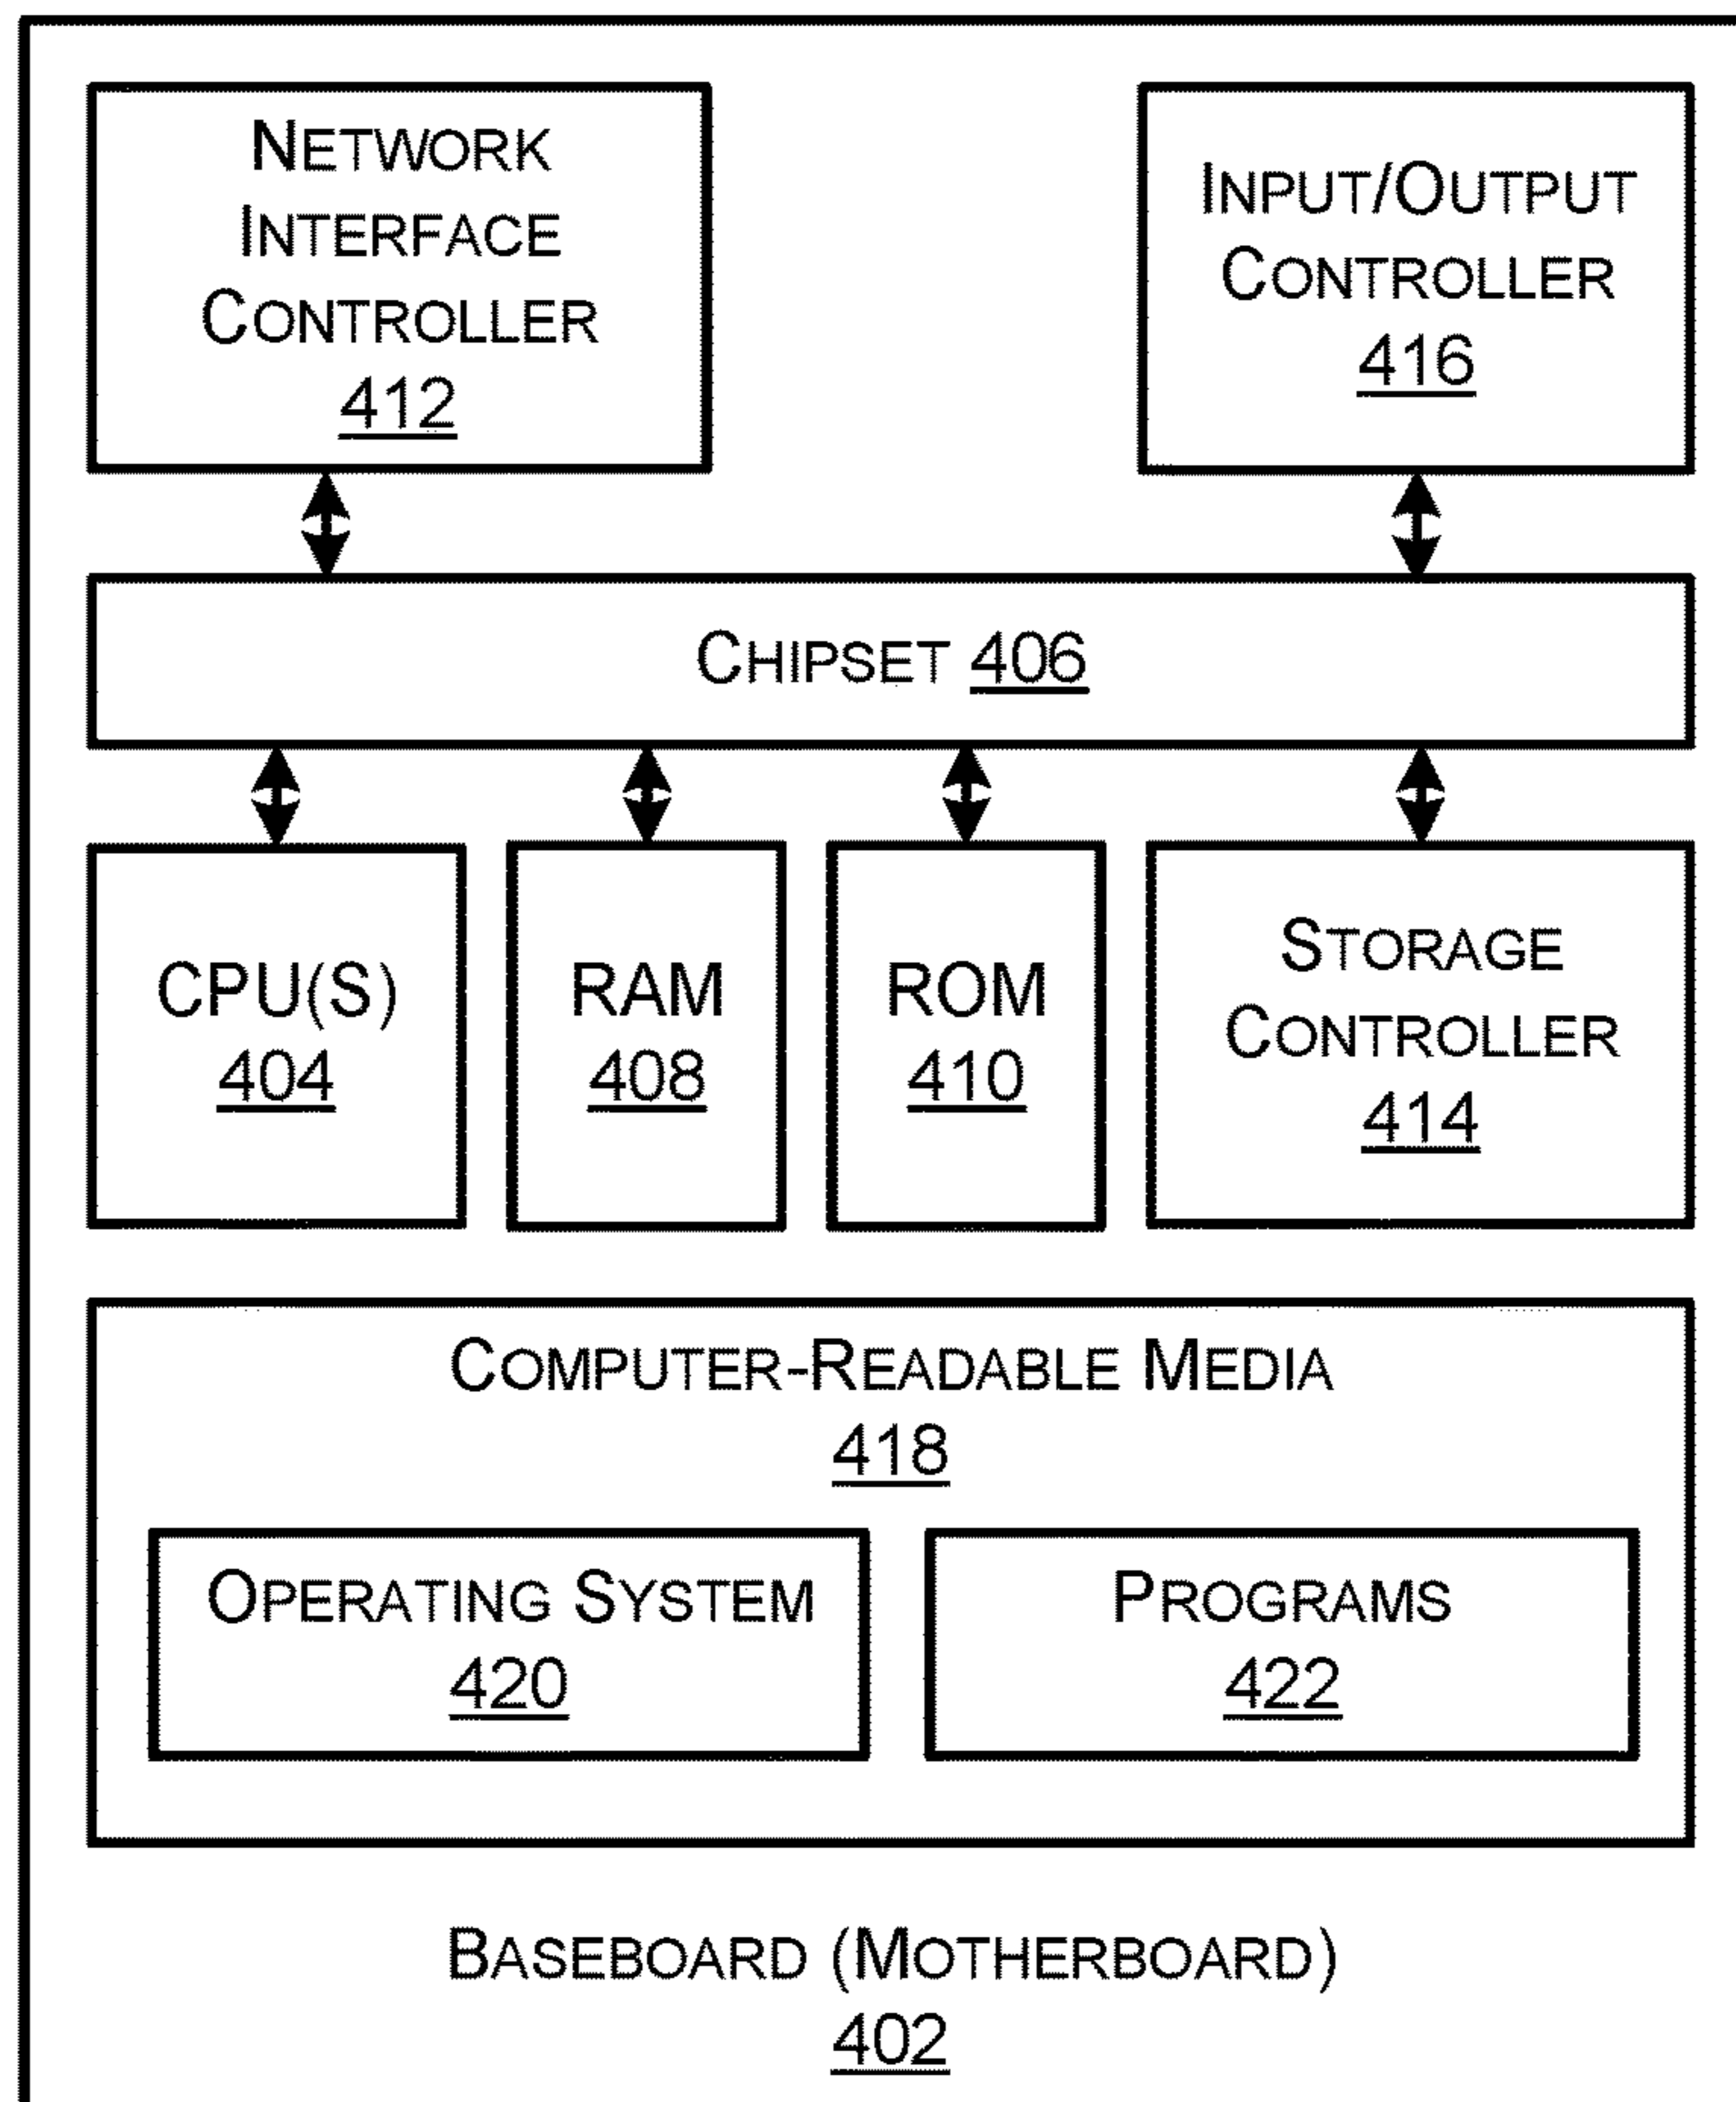 NETWORK
INTERFACE
CONTROLLER
412
INPUT/OUTPUT
CONTROLLER
416
CHIPSET 406
CPU(S)
404
RAM
408
ROM
410
STORAGE
CONTROLLER
414
COMPUTER-READABLE MEDIA
418
OPERATING SYSTEM
420
PROGRAMS
422
BASEBOARD (MOTHERBOARD)
402